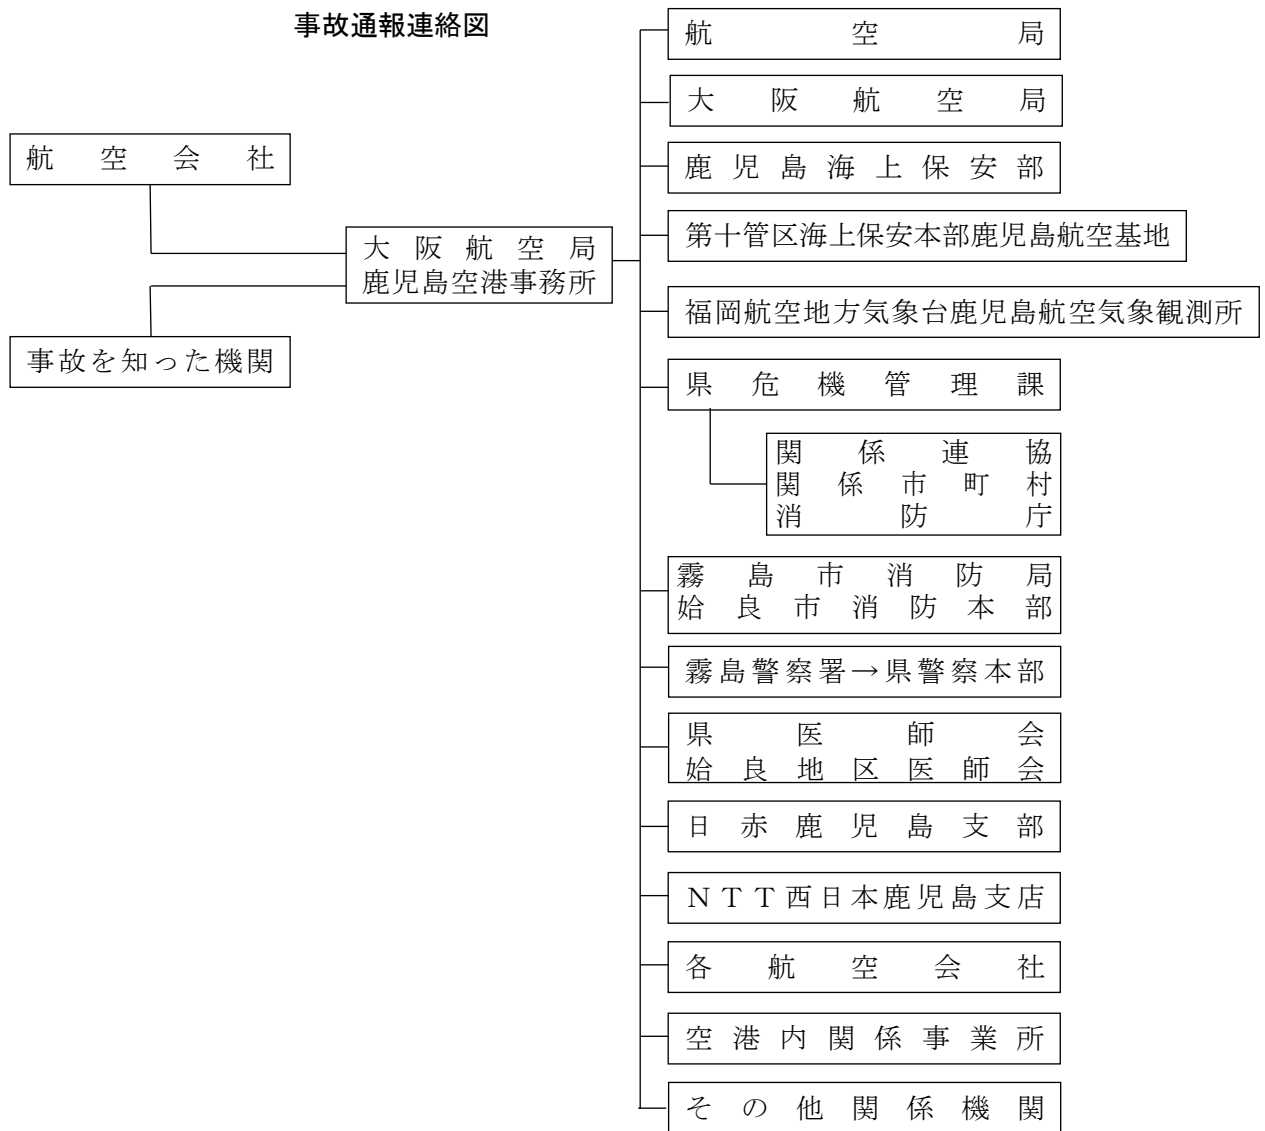 事故通報連絡図
航空会社
事故を知った機関
大阪航空局
鹿児島空港事務所
航空局
大阪航空局
鹿児島海上保安部
第十管区海上保安本部鹿児島航空基地
福岡航空地方気象台鹿児島航空気象観測所
県危機管理課
関係連協
関係市町村
消防庁
霧島市消防局
姶良市消防本部
霧島警察署→県警察本部
県医師会
姶良地区医師会
日赤鹿児島支部
NTT西日本鹿児島支店
各航空会社
空港内関係事業所
その他関係機関